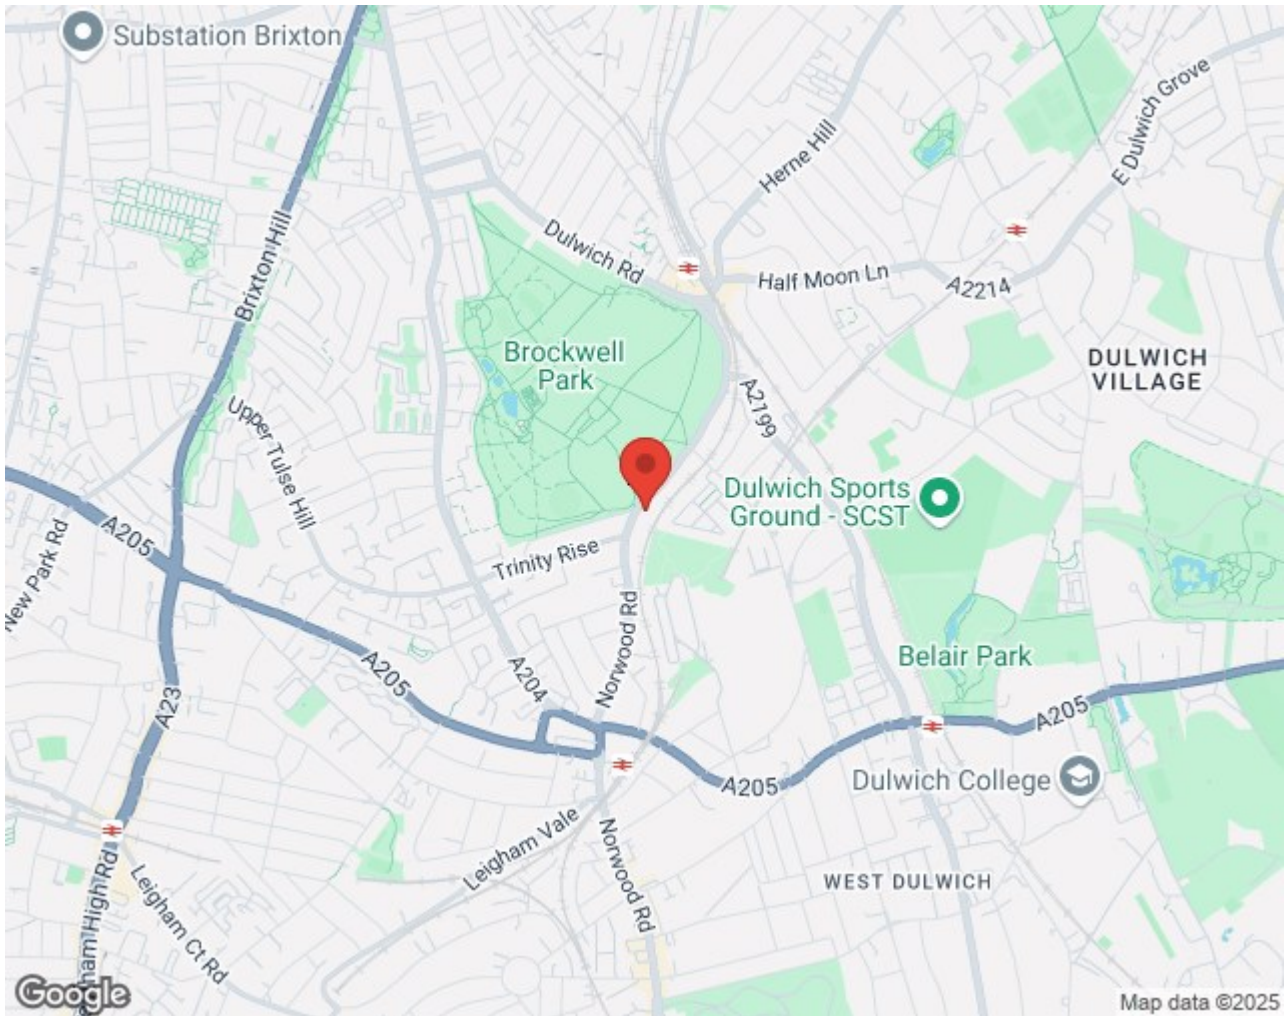 Substation Brixton
E Dulwich Grove
Herne Hill
Brixton Hill
Dulwich Rd
Half Moon Ln
A2214
Brockwell
Park
DULWICH
VILLAGE
A2199
Upper Tulse Hill
Dulwich Sports
Ground - SCST
A205
New Park Rd
Trinity Rise
Norwood Rd
Belair Park
A205
A204
A23
A205
Dulwich College
A205
Leigham Vale
Norwood Rd
WEST DULWICH
Leigham Ct Rd
High Rd
Google
Map data ©2025